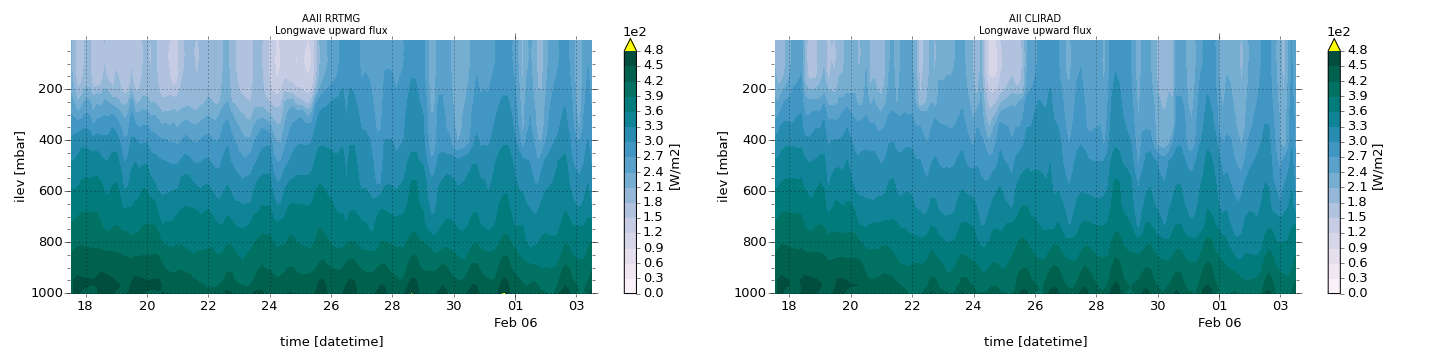 AAII RRTMG
Longwave upward flux
1e2
ilev [mbar]
200
400
600
800
1000
18 20 22 24 26 28 30 01 03
Feb 06
time [datetime]
4.8
4.5
4.2
3.9
3.6
3.3
3.0
2.7
2.4
2.1
1.8
1.5
1.2
0.9
0.6
0.3
0.0
[W/m2]
AII CLIRAD
Longwave upward flux
1e2
ilev [mbar]
200
400
600
800
1000
18 20 22 24 26 28 30 01 03
Feb 06
time [datetime]
4.8
4.5
4.2
3.9
3.6
3.3
3.0
2.7
2.4
2.1
1.8
1.5
1.2
0.9
0.6
0.3
0.0
[W/m2]